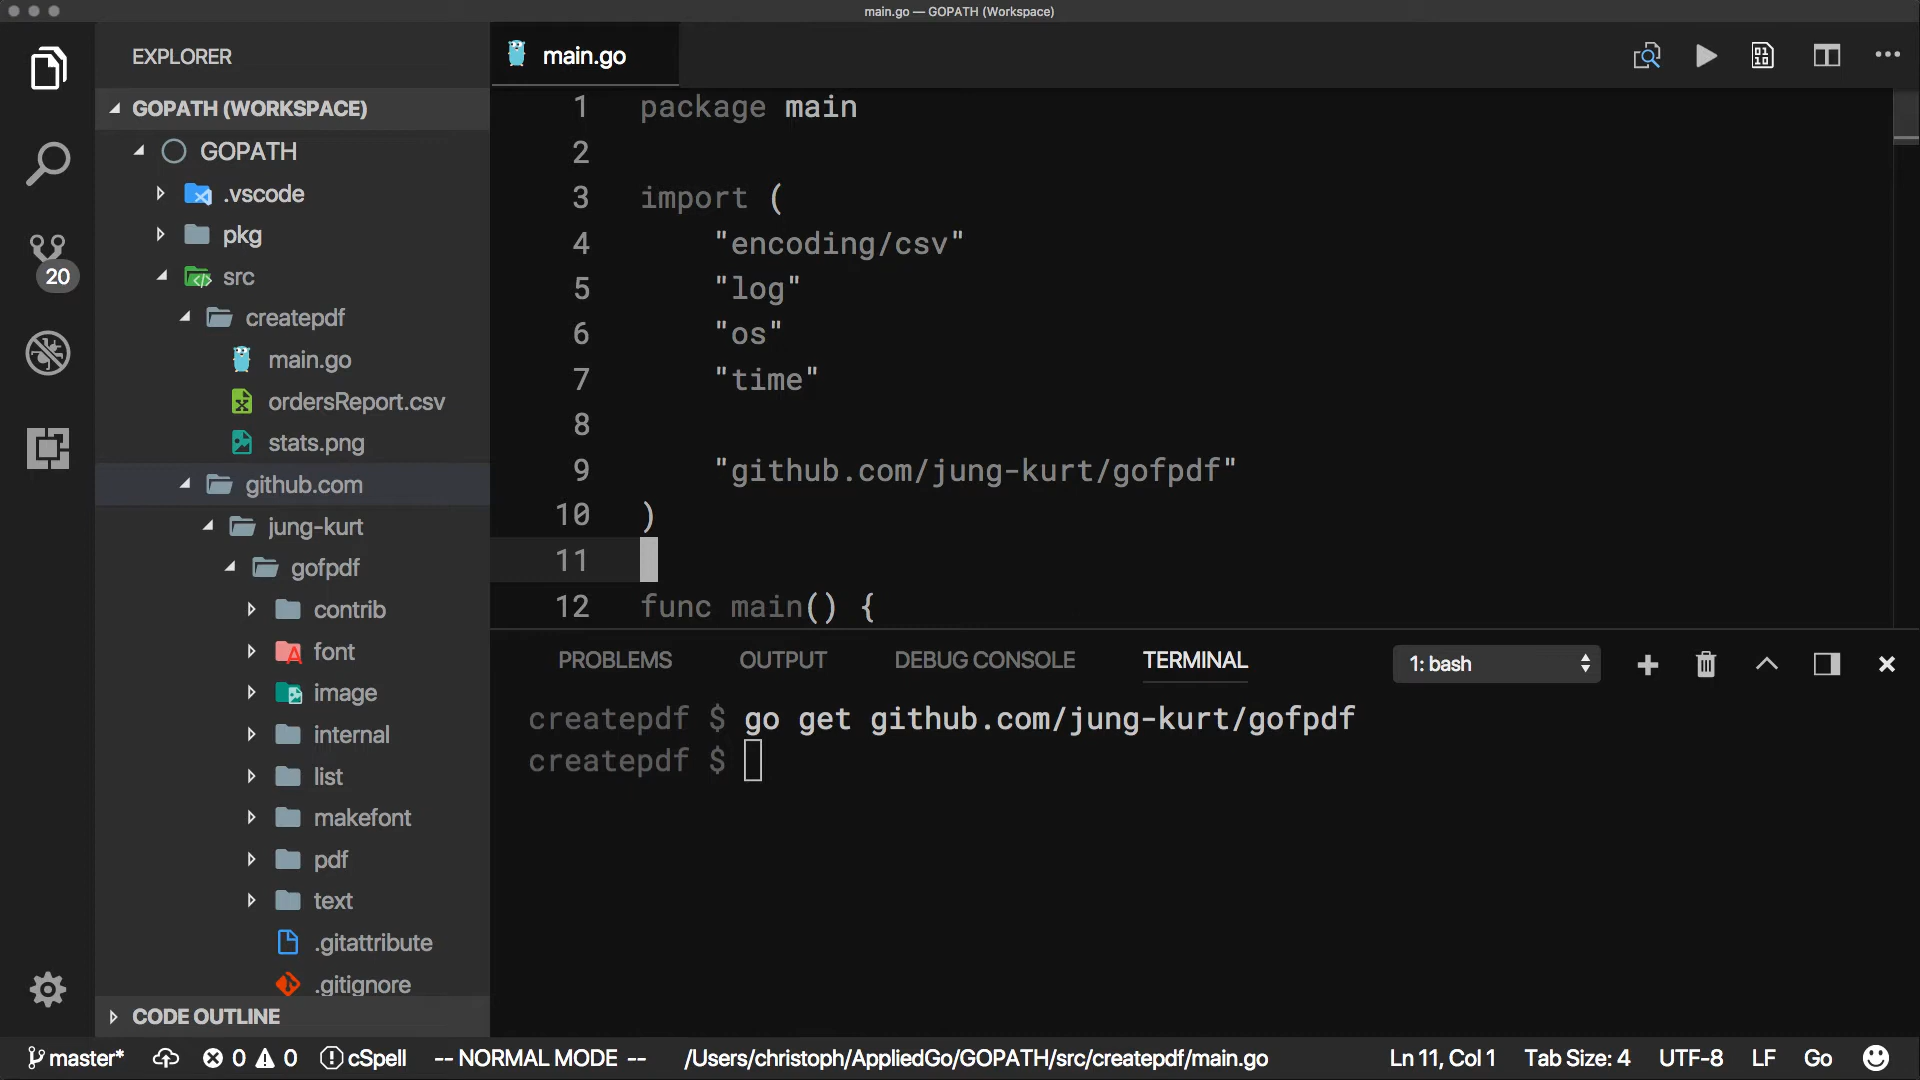 main.go — GOPATH (Workspace)
EXPLORER
GOPATH (WORKSPACE)
GOPATH
.vscode
pkg
src
createpdf
main.go
ordersReport.csv
stats.png
github.com
jung-kurt
gofpdf
contrib
font
image
internal
list
makefont
pdf
text
.gitattribute
.gitignore
CODE OUTLINE
20
main.go
1 package main
2
3 import (
4 "encoding/csv"
5 "log"
6 "os"
7 "time"
8
9 "github.com/jung-kurt/gofpdf"
10 )
11
12 func main() {
PROBLEMS OUTPUT DEBUG CONSOLE TERMINAL 1: bash
createpdf $ go get github.com/jung-kurt/gofpdf
createpdf $
master* 0 0 cSpell -- NORMAL MODE -- /Users/christoph/AppliedGo/GOPATH/src/createpdf/main.go Ln 11, Col 1 Tab Size: 4 UTF-8 LF Go